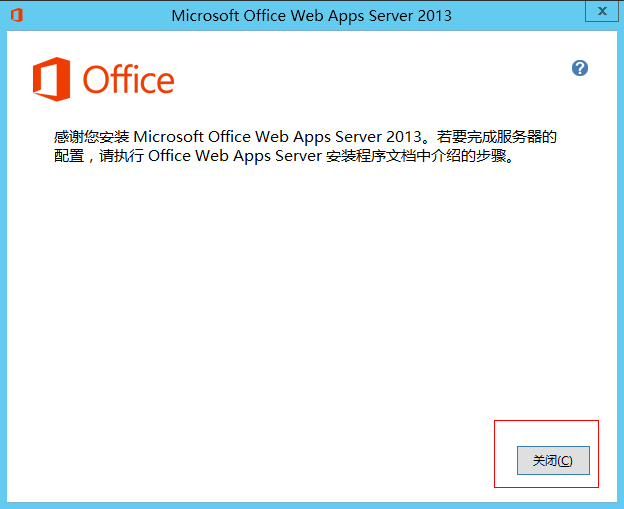 Microsoft Office Web Apps Server 2013
x
Office
?
感谢您安装 Microsoft Office Web Apps Server 2013。若要完成服务器的
配置，请执行 Office Web Apps Server 安装程序文档中介绍的步骤。
关闭(C)